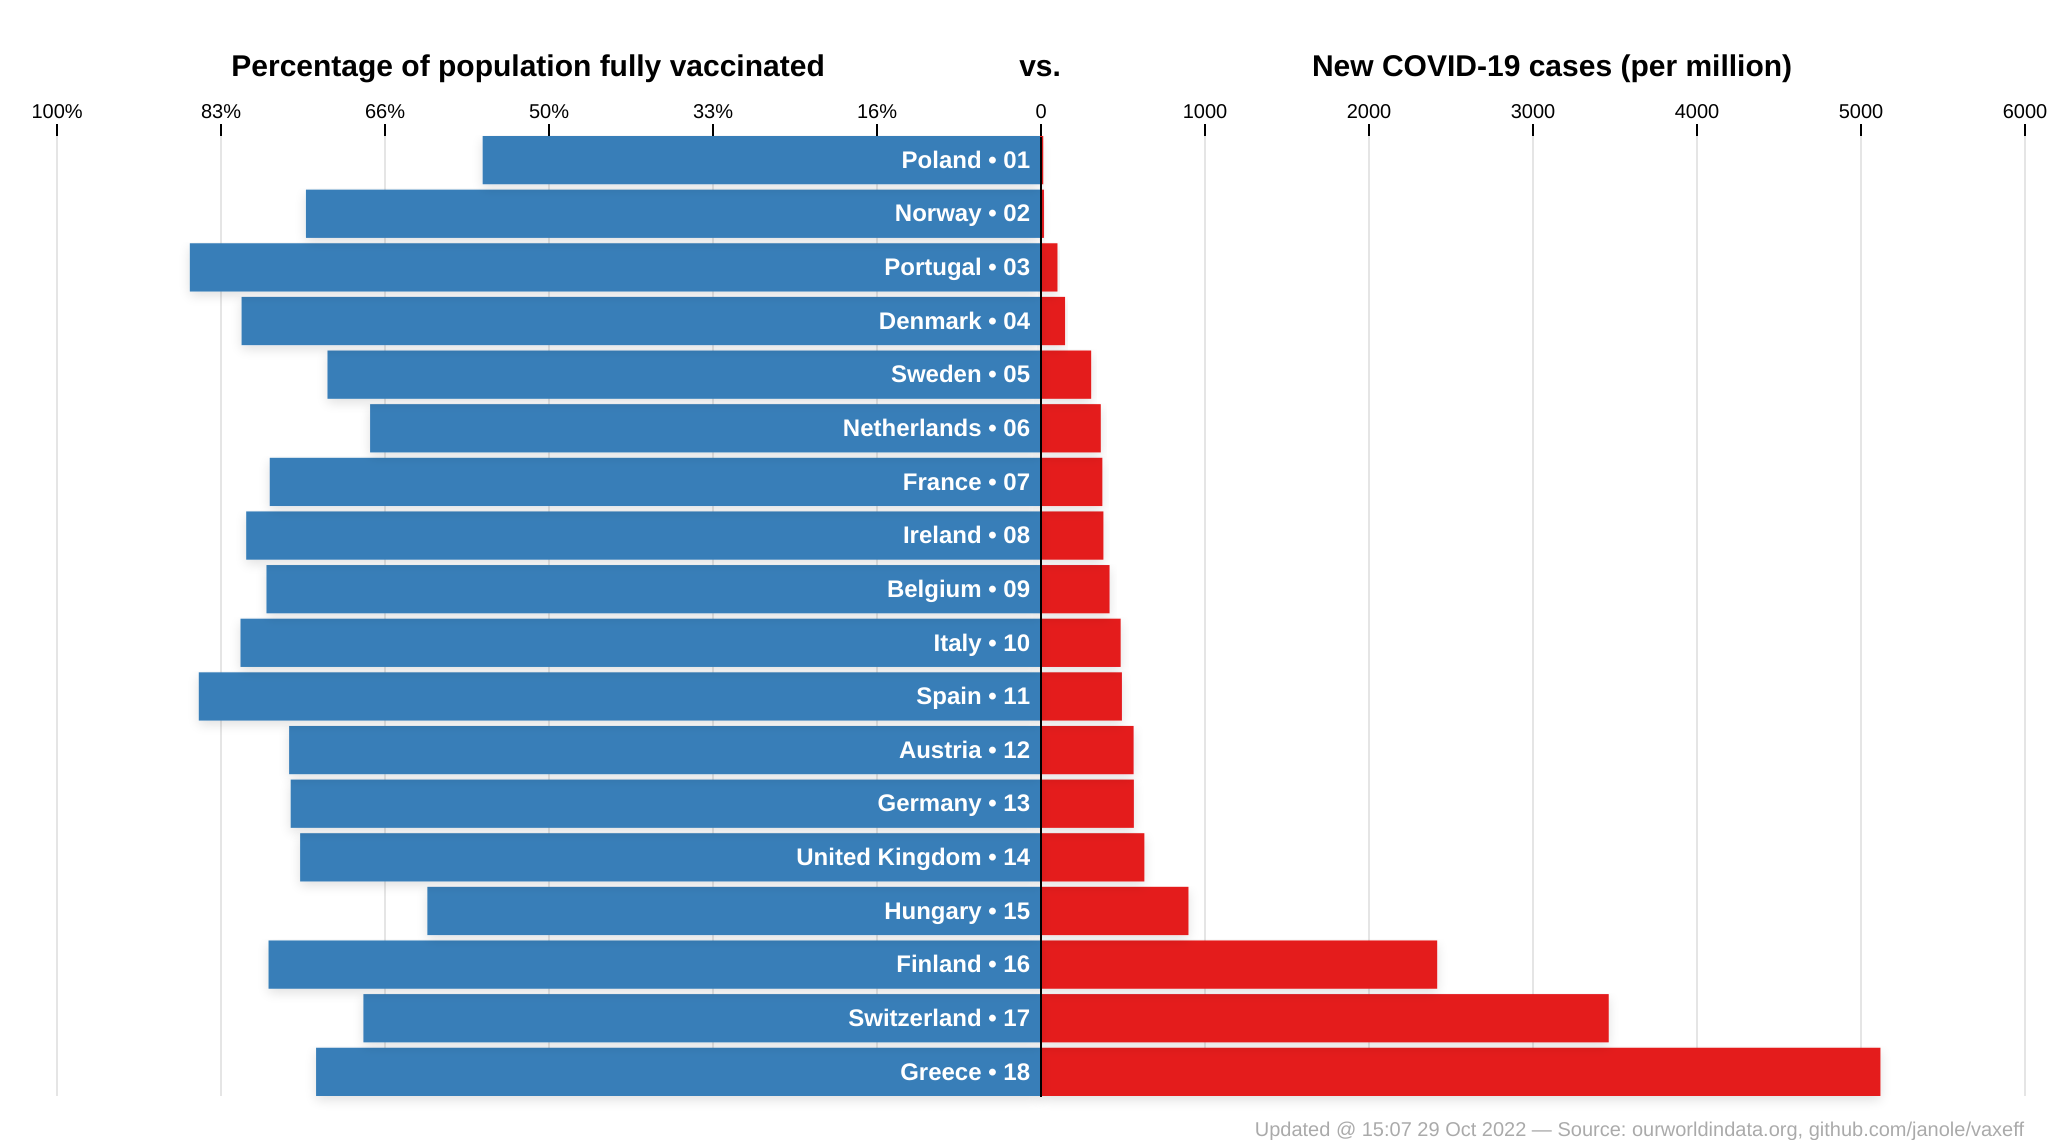 Percentage of population fully vaccinated vs. New COVID-19 cases (per million)
100% 83% 66% 50% 33% 16% 0 1000 2000 3000 4000 5000 6000
Poland • 01
Norway • 02
Portugal • 03
Denmark • 04
Sweden • 05
Netherlands • 06
France • 07
Ireland • 08
Belgium • 09
Italy • 10
Spain • 11
Austria • 12
Germany • 13
United Kingdom • 14
Hungary • 15
Finland • 16
Switzerland • 17
Greece • 18
Updated @ 15:07 29 Oct 2022 — Source: ourworldindata.org, github.com/janole/vaxeff